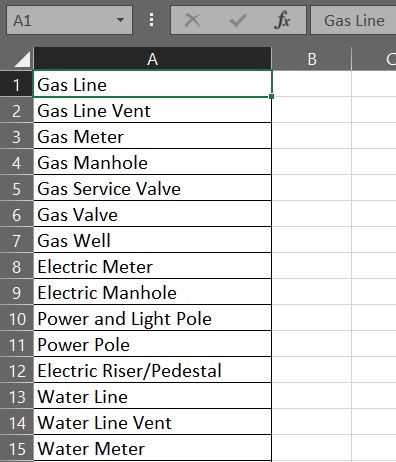 A1 fx Gas Line
A B C
1 Gas Line
2 Gas Line Vent
3 Gas Meter
4 Gas Manhole
5 Gas Service Valve
6 Gas Valve
7 Gas Well
8 Electric Meter
9 Electric Manhole
10 Power and Light Pole
11 Power Pole
12 Electric Riser/Pedestal
13 Water Line
14 Water Line Vent
15 Water Meter